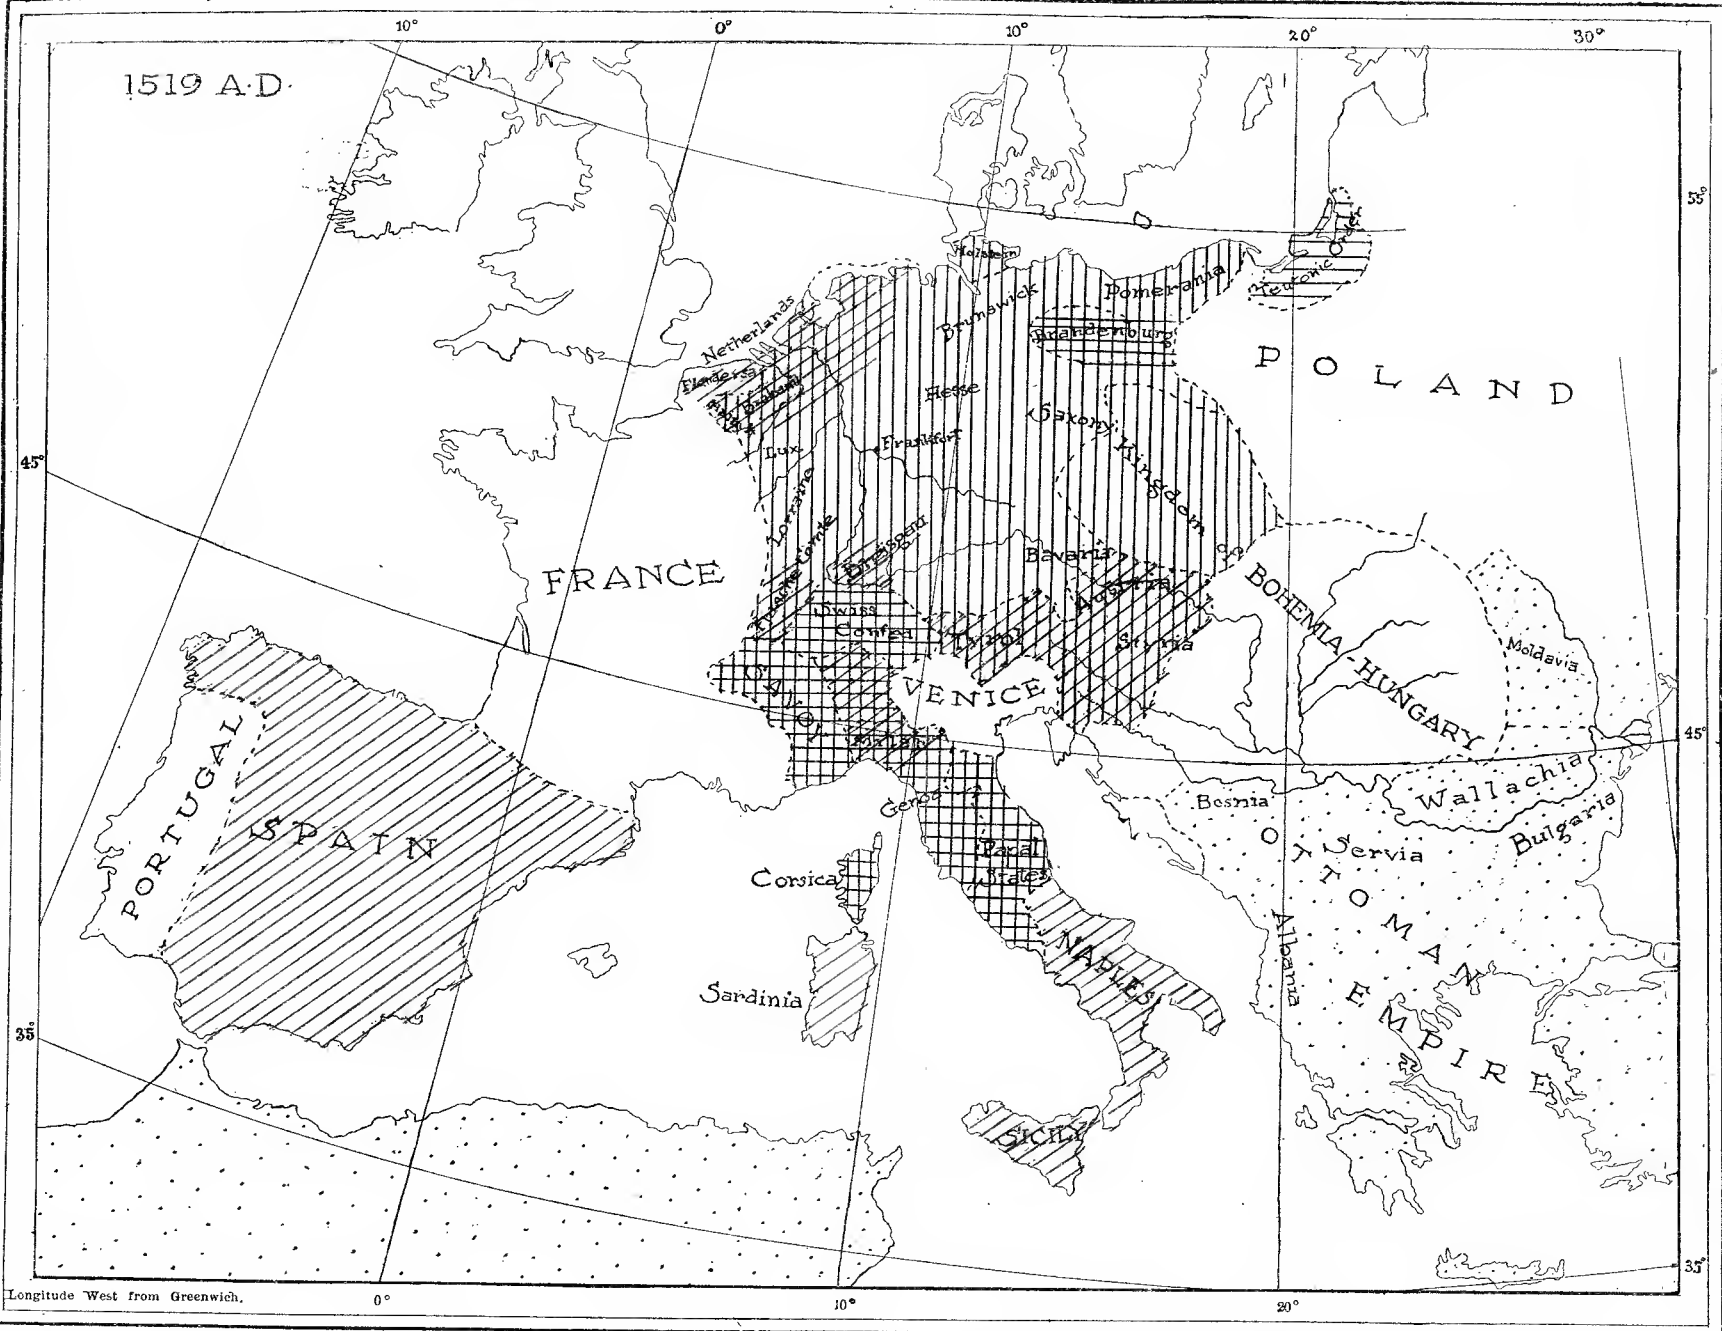 10° 0° 10° 20° 30°
1519 A.D.
55°
Holstein
Teutonic Order
Pomerania
Brunswick
Netherlands
Brandenburg
POLAND
Flanders
Brabant
Hesse
Saxony
Frankfort
Lux.
45°
Lorraine
Kingdom of
BOHEMIA-HUNGARY
Franche Comte
Breisgau
Bavaria
Austria
FRANCE
Swiss
Confed.
Tyrol
Styria
Moldavia
VENICE
SAVOY
PORTUGAL
Milan
45°
Wallachia
Genoa
Bosnia
Bulgaria
SPAIN
Servia
OTTOMAN
EMPIRE
Papal
States
Corsica
Albania
NAPLES
Sardinia
35°
SICILY
35°
Longitude West from Greenwich.
0° 10° 20°